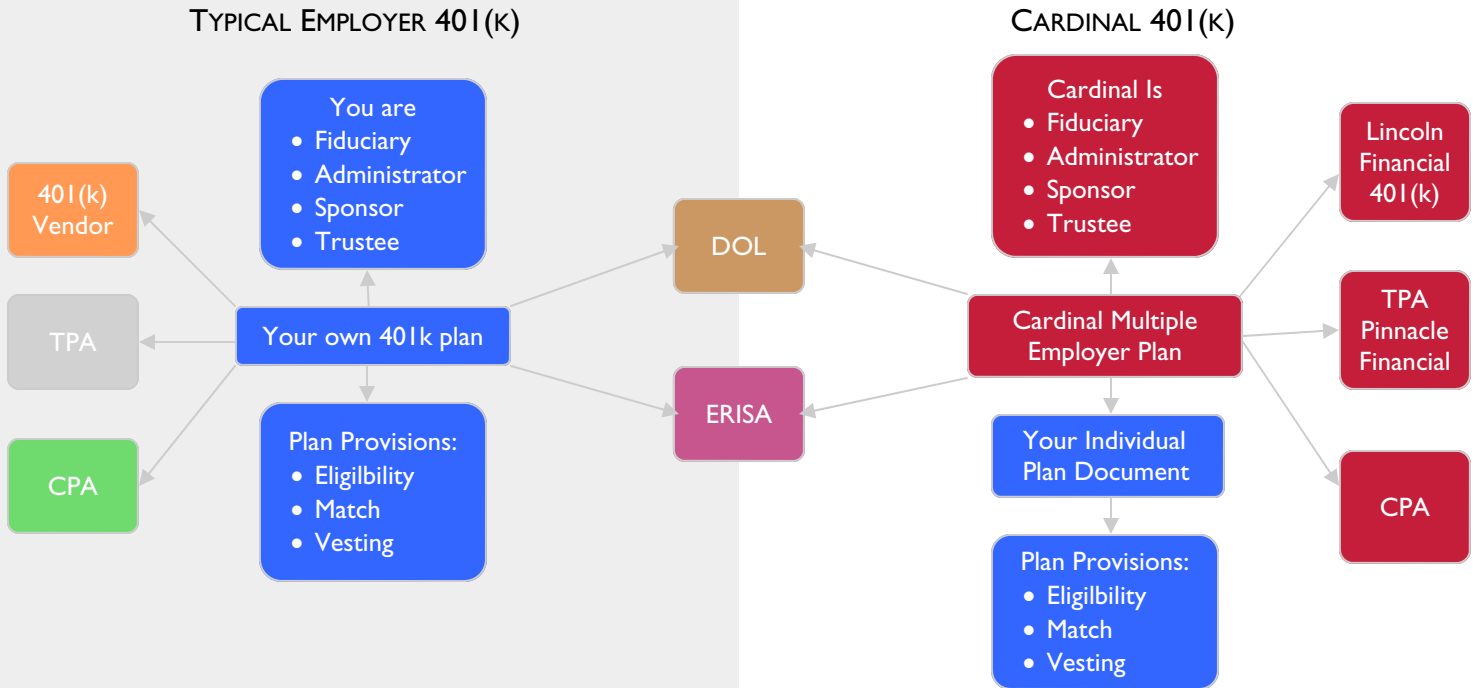 TYPICAL EMPLOYER 401(K)
You are
• Fiduciary
• Administrator
• Sponsor
• Trustee
401(k)
Vendor
TPA
CPA
Your own 401k plan
Plan Provisions:
• Eligilbility
• Match
• Vesting
DOL
ERISA
CARDINAL 401(K)
Cardinal Is
• Fiduciary
• Administrator
• Sponsor
• Trustee
Cardinal Multiple
Employer Plan
Your Individual
Plan Document
Plan Provisions:
• Eligilbility
• Match
• Vesting
Lincoln
Financial
401(k)
TPA
Pinnacle
Financial
CPA